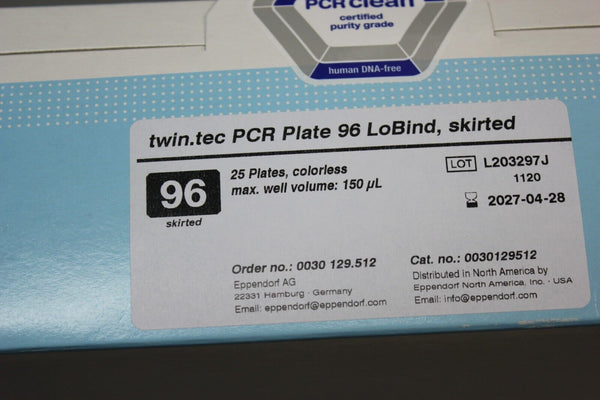 PCR clean
certified
purity grade
human DNA-free
twin.tec PCR Plate 96 LoBind, skirted
96
skirted
25 Plates, colorless
max. well volume: 150 µL
LOT L203297J
1120
2027-04-28
Order no.: 0030 129.512
Eppendorf AG
22331 Hamburg · Germany
Email: eppendorf@eppendorf.com
Cat. no.: 0030129512
Distributed in North America by
Eppendorf North America, Inc. · USA
Email: info@eppendorf.com